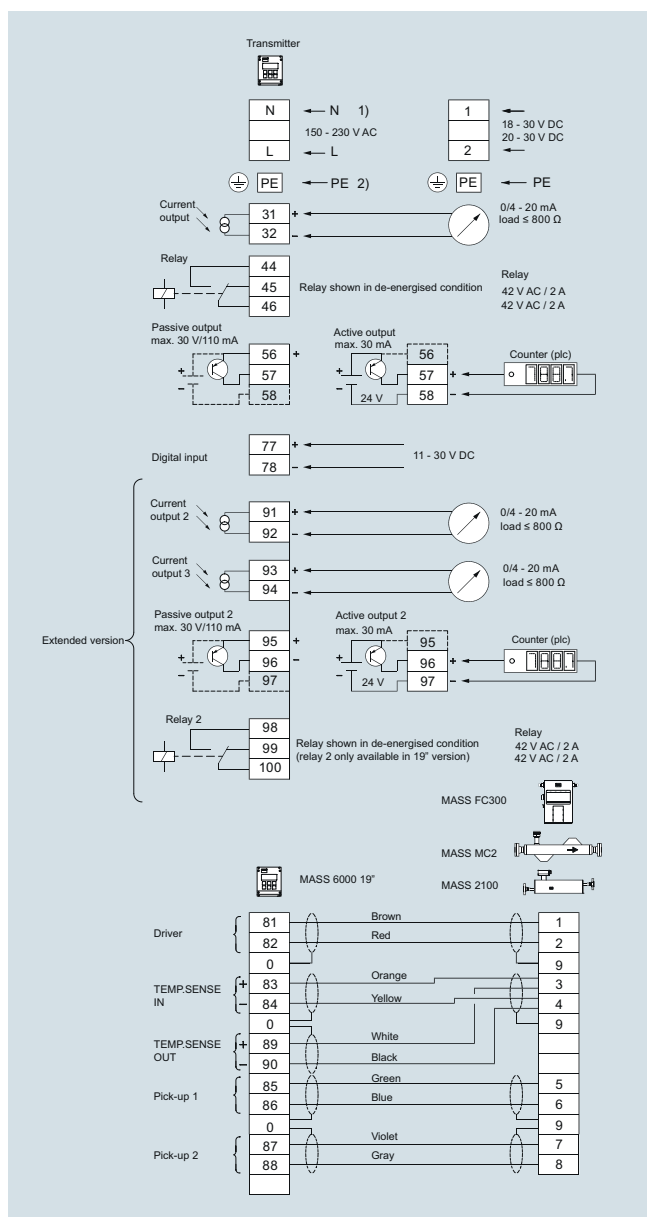 Transmitter
N ← N 1)
150 - 230 V AC
L ← L
1
18 - 30 V DC
20 - 30 V DC
2
PE ← PE 2)
PE ← PE
Current
output
31 +
32 –
0/4 - 20 mA
load ≤ 800 Ω
Relay
44
45
46
Relay shown in de-energised condition
Relay
42 V AC / 2 A
42 V AC / 2 A
Passive output
max. 30 V/110 mA
+
–
56 +
57
58
Active output
max. 30 mA
+
–
24 V
56
57 +
58 –
Counter (plc)
Digital input
77 +
78 –
11 - 30 V DC
Extended version
Current
output 2
91 +
92 –
0/4 - 20 mA
load ≤ 800 Ω
Current
output 3
93 +
94 –
0/4 - 20 mA
load ≤ 800 Ω
Passive output 2
max. 30 V/110 mA
+
–
95 +
96 –
97
Active output 2
max. 30 mA
+
–
24 V
95
96 +
97 –
Counter (plc)
Relay 2
98
99
100
Relay shown in de-energised condition
(relay 2 only available in 19" version)
Relay
42 V AC / 2 A
42 V AC / 2 A
MASS FC300
MASS MC2
MASS 2100
MASS 6000 19"
Driver
81 Brown 1
82 Red 2
0 9
TEMP.SENSE
IN
+ 83 Orange 3
– 84 Yellow 4
0 9
TEMP.SENSE
OUT
+ 89 White
– 90 Black
Pick-up 1
85 Green 5
86 Blue 6
0 9
Pick-up 2
87 Violet 7
88 Gray 8